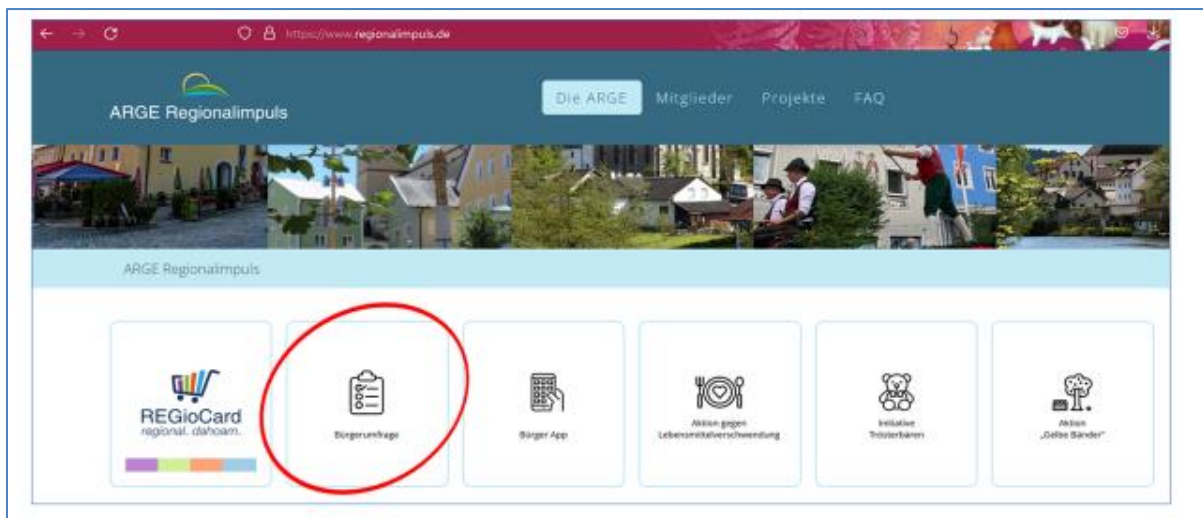 https://www.regionalimpuls.de
ARGE Regionalimpuls
Die ARGE Mitglieder Projekte FAQ
ARGE Regionalimpuls
REGioCard
regional. dahoam.
Bürgerumfrage
Bürger App
Aktion gegen
Lebensmittelverschwendung
Initiative
Trösterbären
Aktion
„Gelbe Bänder"